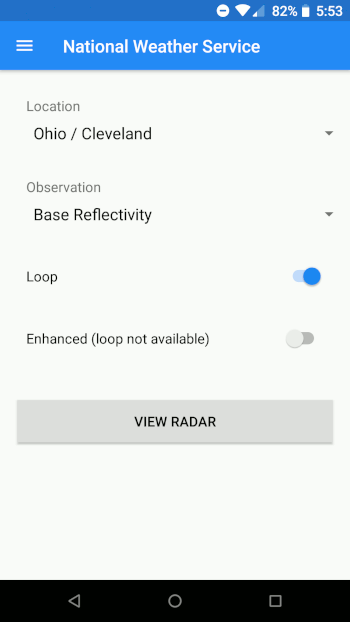 82% 5:53
National Weather Service
Location
Ohio / Cleveland
Observation
Base Reflectivity
Loop
Enhanced (loop not available)
VIEW RADAR